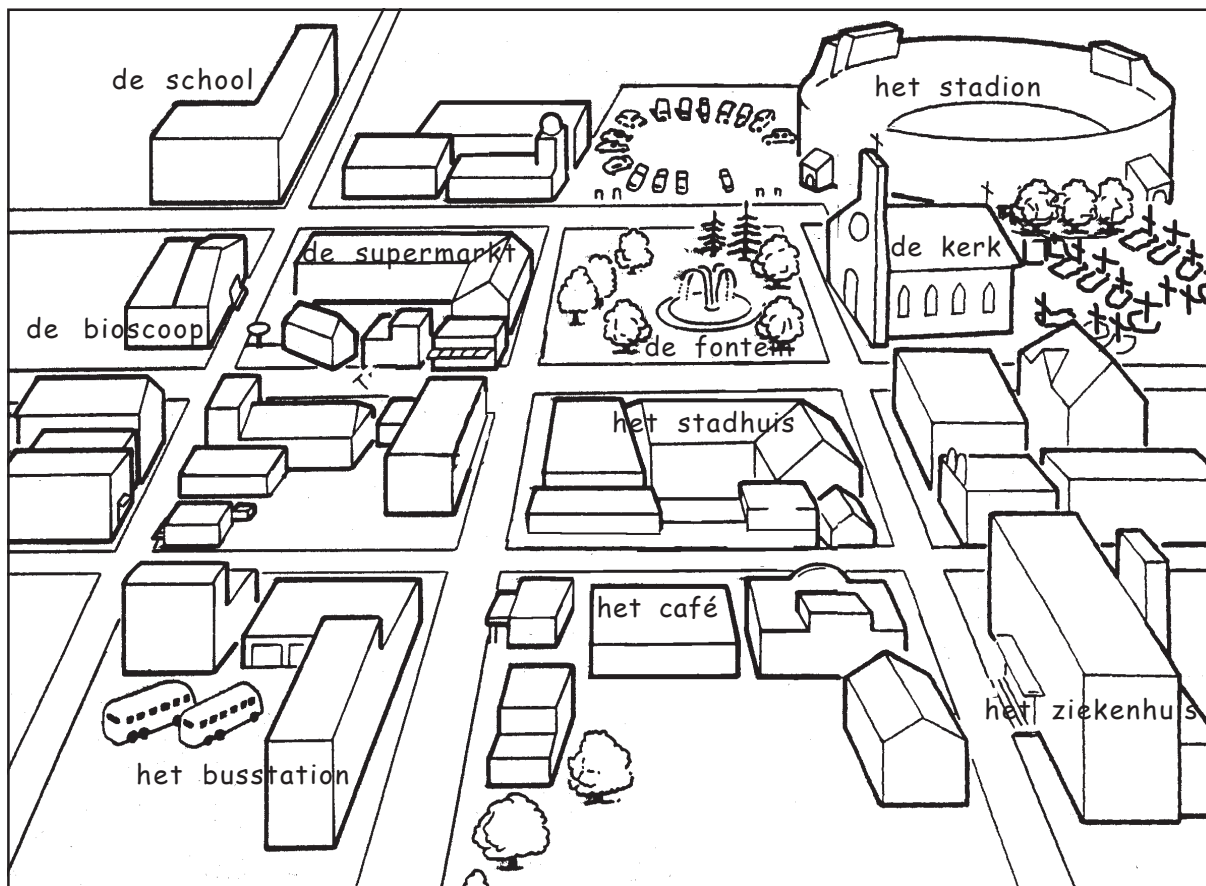 de school
het stadion
de supermarkt
de kerk
de bioscoop
de fontein
het stadhuis
het café
het ziekenhuis
het busstation